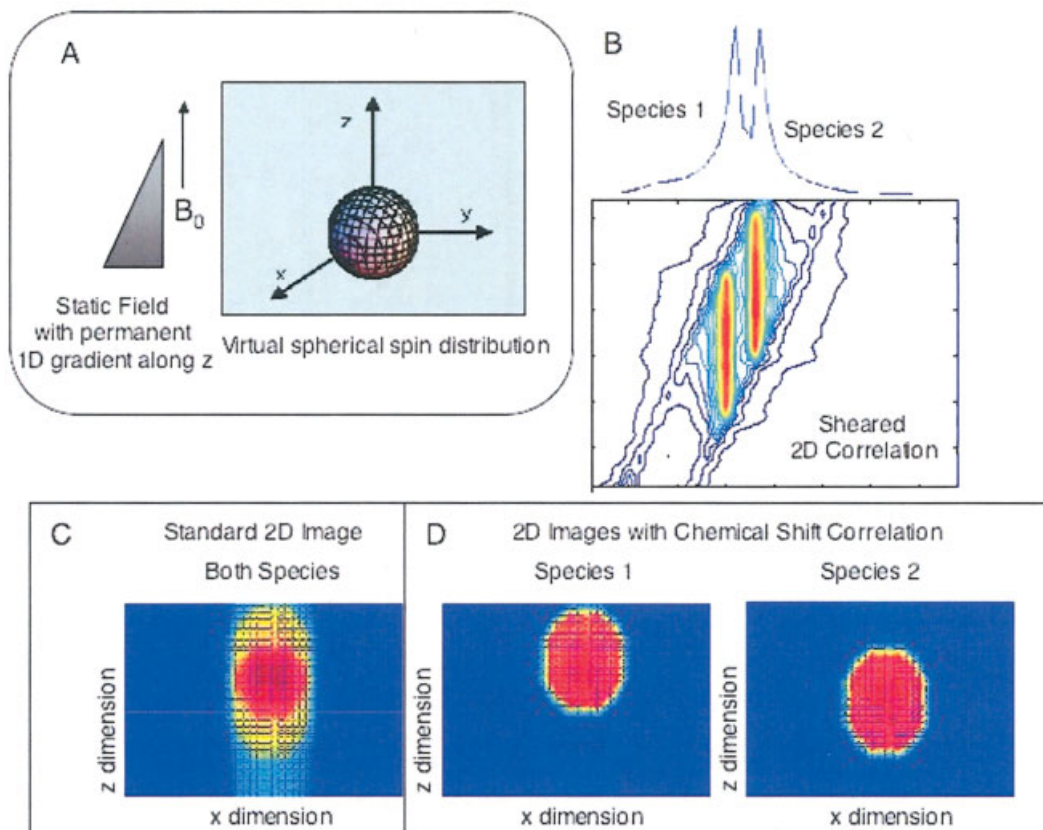 A
B₀
Static Field
with permanent
1D gradient along z
z
y
x
Virtual spherical spin distribution
B
Species 1
Species 2
Sheared
2D Correlation
C
Standard 2D Image
Both Species
z dimension
x dimension
D
2D Images with Chemical Shift Correlation
Species 1
Species 2
z dimension
x dimension
z dimension
x dimension